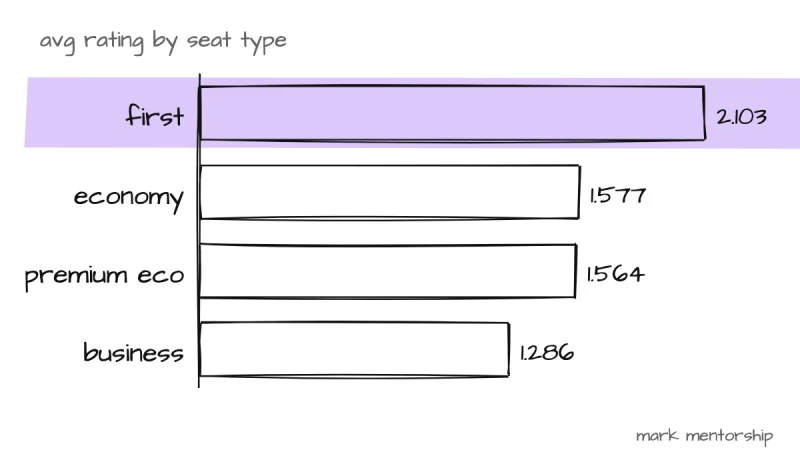 avg rating by seat type
first 2.103
economy 1.577
premium eco 1.564
business 1.286
mark mentorship